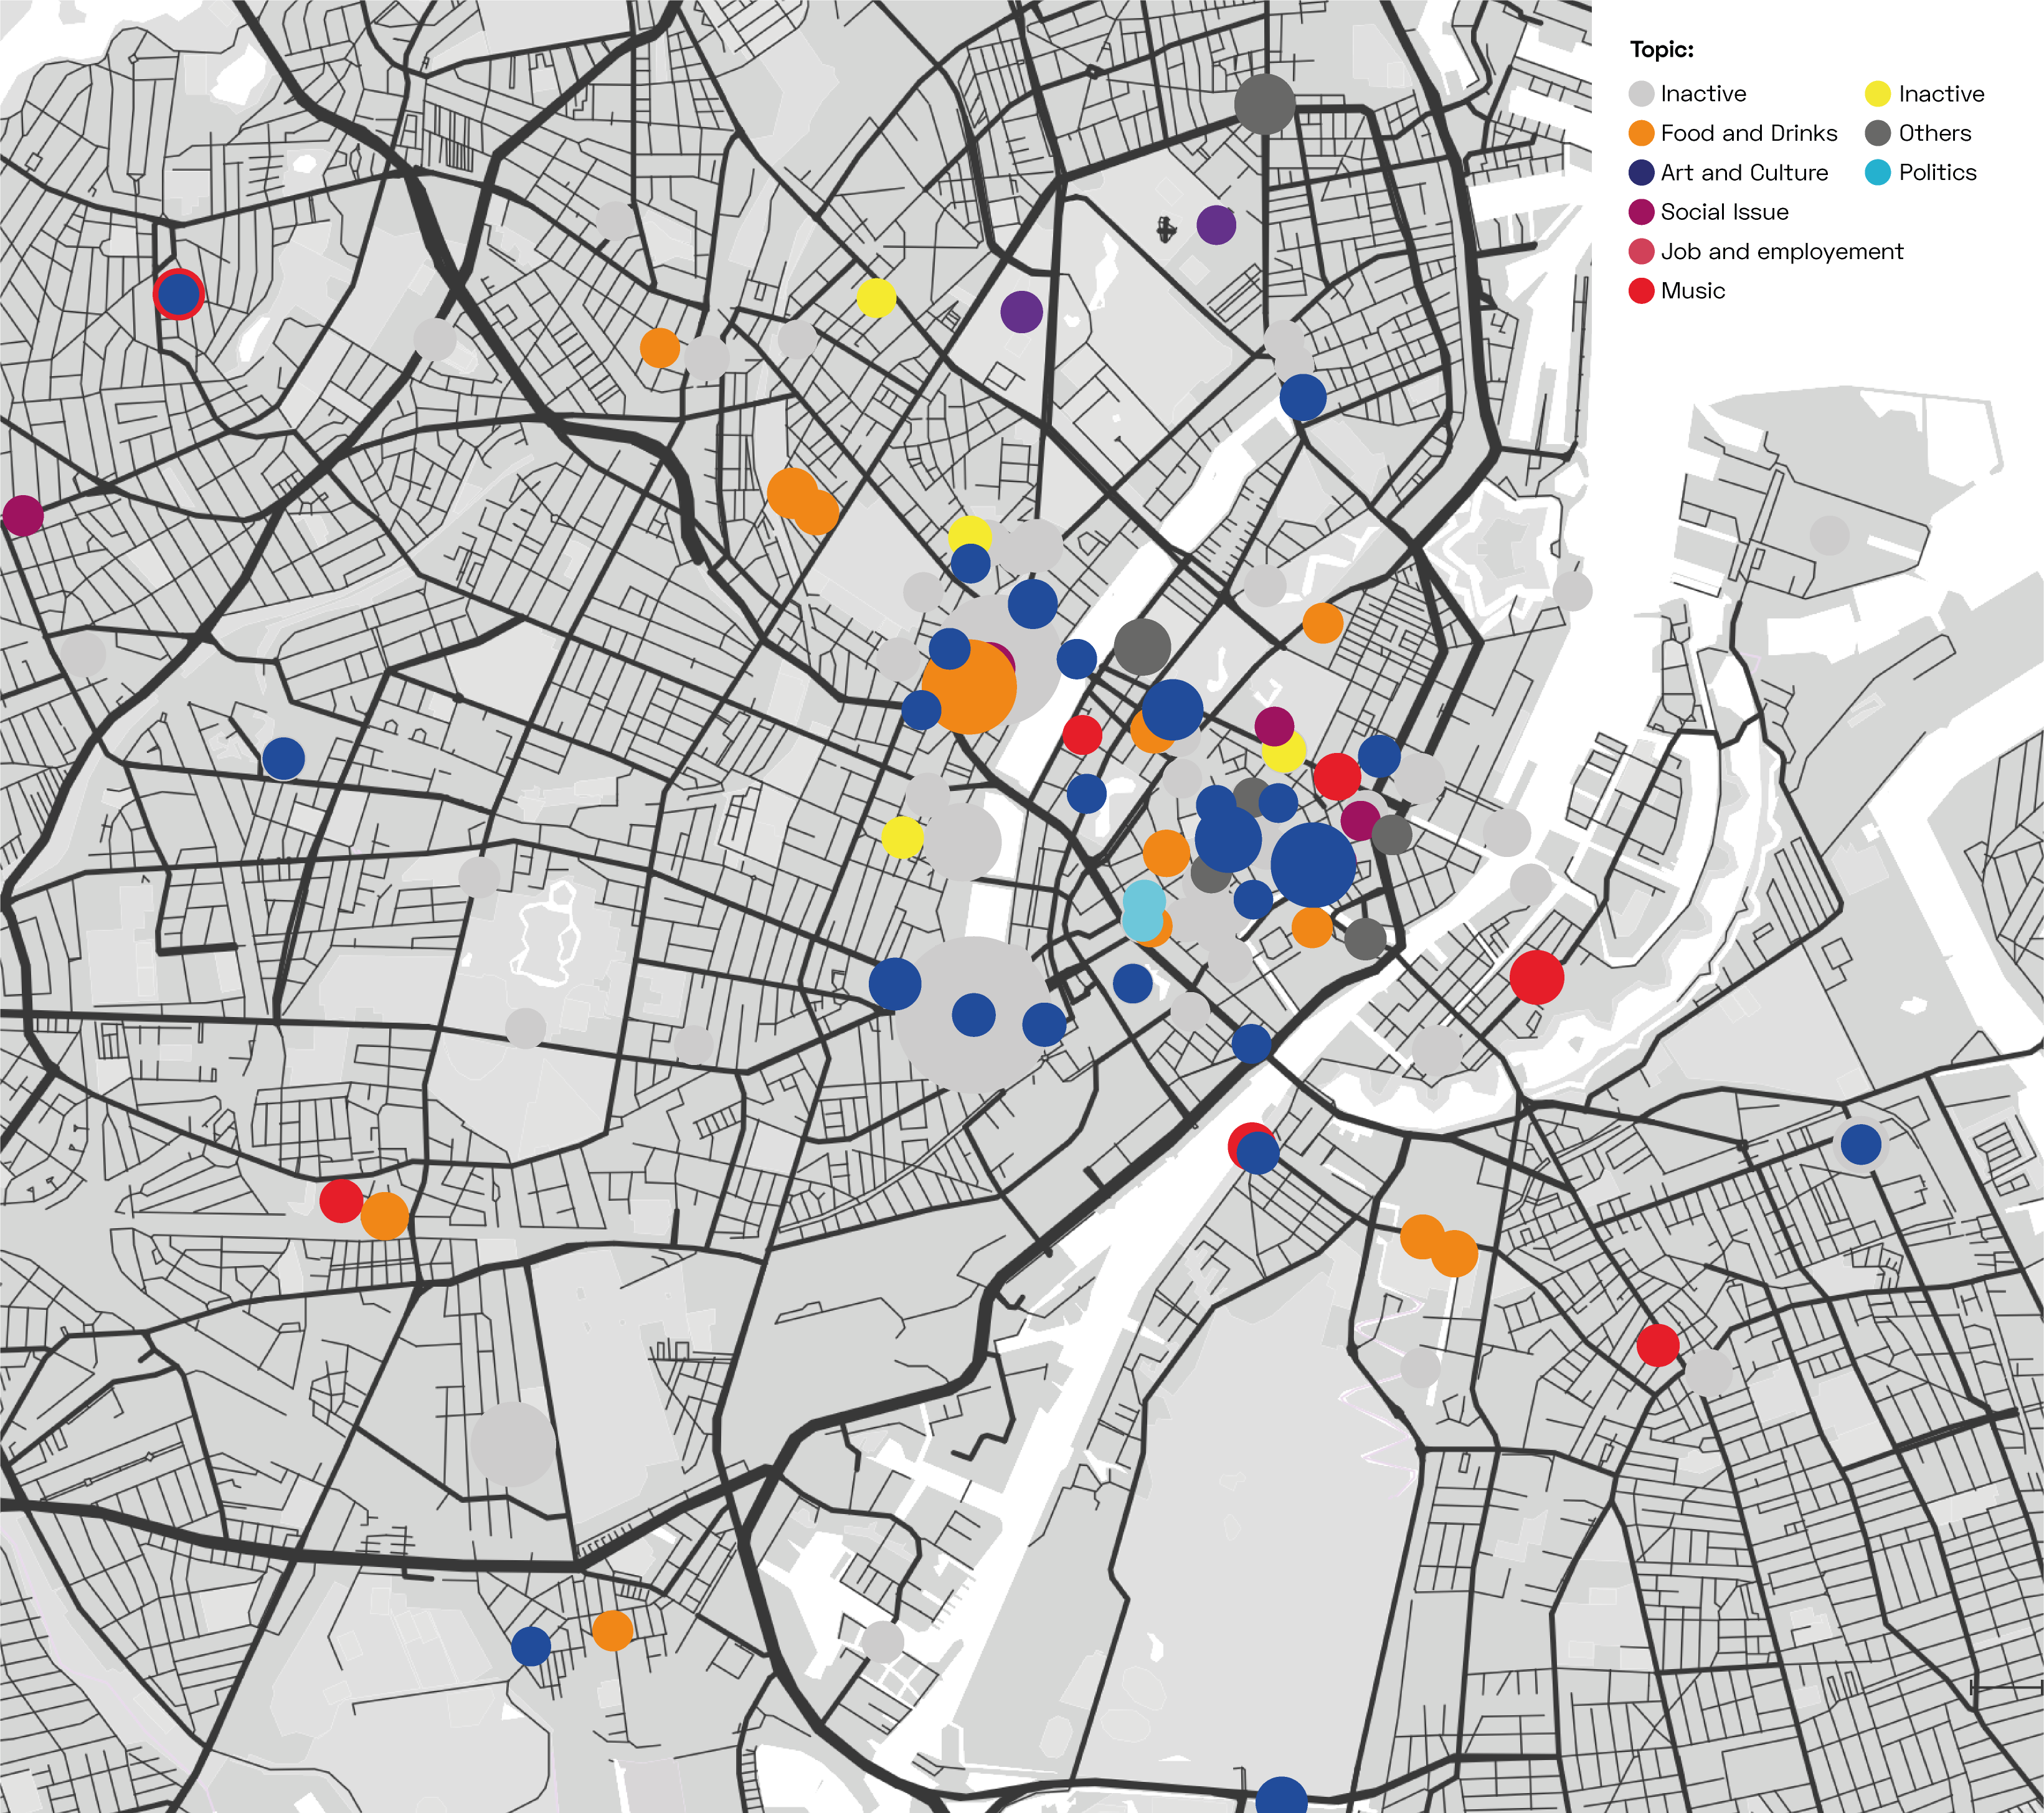 Topic:
Inactive
Food and Drinks
Art and Culture
Social Issue
Job and employement
Music
Inactive
Others
Politics